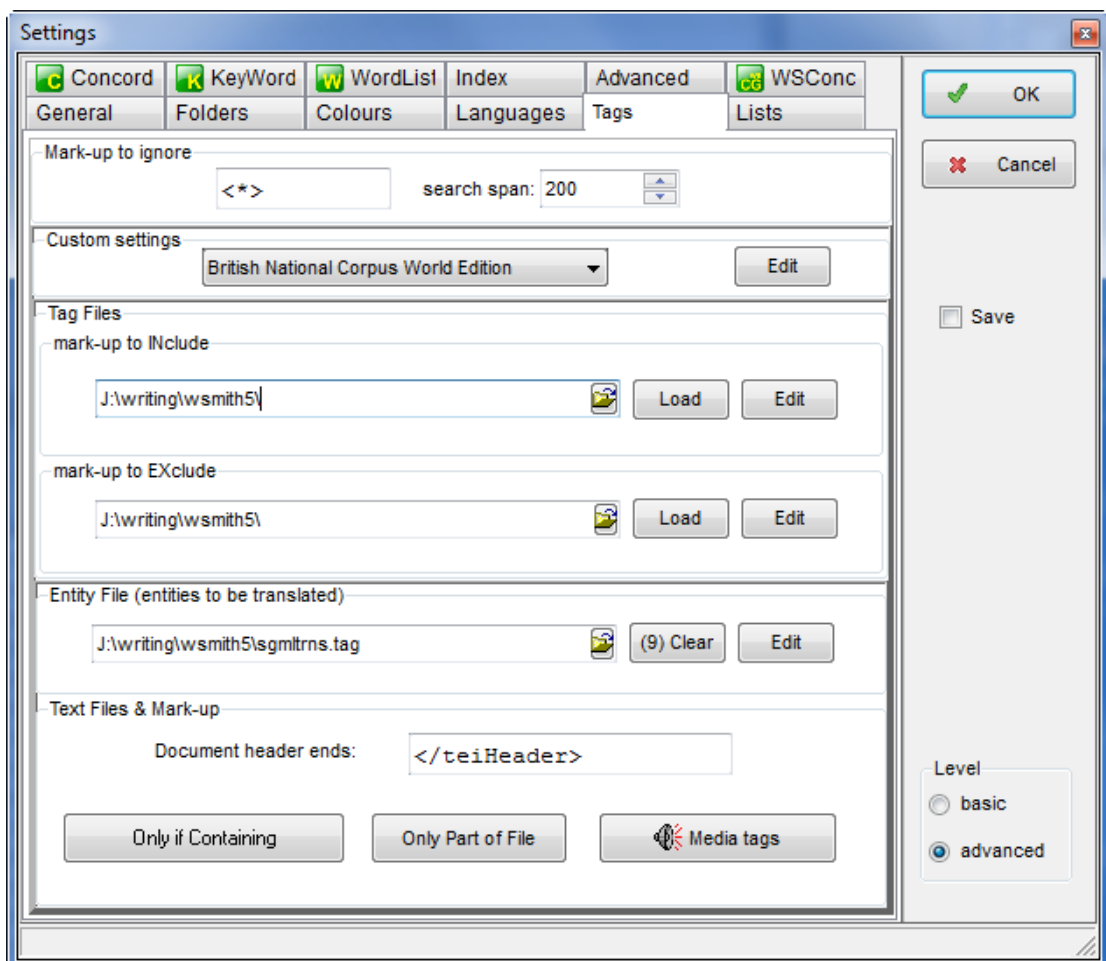 Settings
Concord KeyWord WordList Index Advanced WSConc
General Folders Colours Languages Tags Lists
OK
Cancel
Mark-up to ignore
<*> search span: 200
Custom settings
British National Corpus World Edition Edit
Save
Tag Files
mark-up to INclude
J:\writing\wsmith5\ Load Edit
mark-up to EXclude
J:\writing\wsmith5\ Load Edit
Entity File (entities to be translated)
J:\writing\wsmith5\sgmltrns.tag (9) Clear Edit
Text Files & Mark-up
Document header ends: </teiHeader>
Only if Containing Only Part of File Media tags
Level
basic
advanced